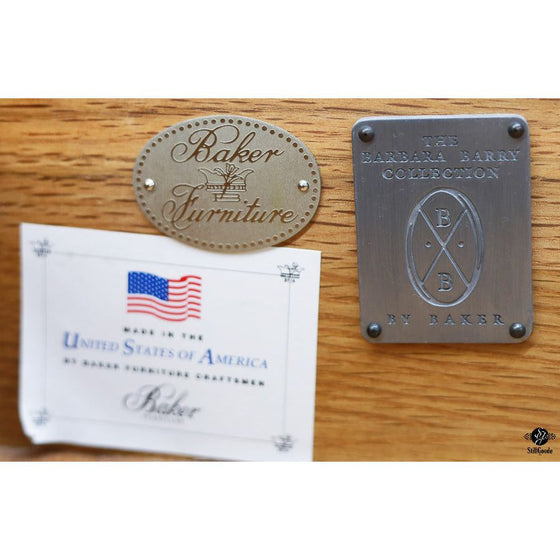 Baker
Furniture
THE
BARBARA BARRY
COLLECTION
B
B
BY BAKER
MADE IN THE
UNITED STATES OF AMERICA
BY BAKER FURNITURE CRAFTSMEN
Baker
FURNITURE
StillGoode